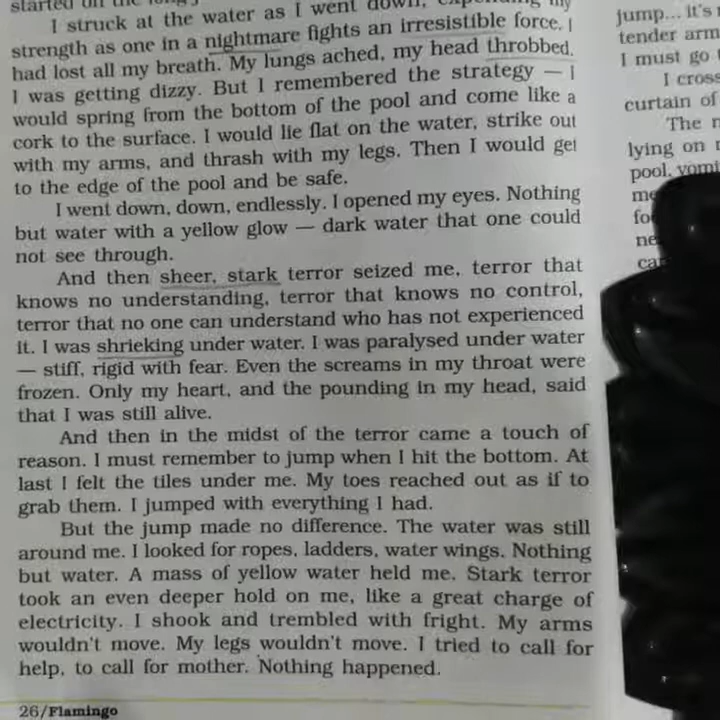 started on the long
I struck at the water as I went down, expending my
strength as one in a nightmare fights an irresistible force. I
had lost all my breath. My lungs ached, my head throbbed.
I was getting dizzy. But I remembered the strategy — I
would spring from the bottom of the pool and come like a
cork to the surface. I would lie flat on the water, strike out
with my arms, and thrash with my legs. Then I would get
to the edge of the pool and be safe.
I went down, down, endlessly. I opened my eyes. Nothing
but water with a yellow glow — dark water that one could
not see through.
And then sheer, stark terror seized me, terror that
knows no understanding, terror that knows no control,
terror that no one can understand who has not experienced
it. I was shrieking under water. I was paralysed under water
— stiff, rigid with fear. Even the screams in my throat were
frozen. Only my heart, and the pounding in my head, said
that I was still alive.
And then in the midst of the terror came a touch of
reason. I must remember to jump when I hit the bottom. At
last I felt the tiles under me. My toes reached out as if to
grab them. I jumped with everything I had.
But the jump made no difference. The water was still
around me. I looked for ropes, ladders, water wings. Nothing
but water. A mass of yellow water held me. Stark terror
took an even deeper hold on me, like a great charge of
electricity. I shook and trembled with fright. My arms
wouldn't move. My legs wouldn't move. I tried to call for
help, to call for mother. Nothing happened.
26/Flamingo
jump... it's
tender arm
I must go
I cross
curtain of
The
lying on
pool, vomi
me
fo
ne
car